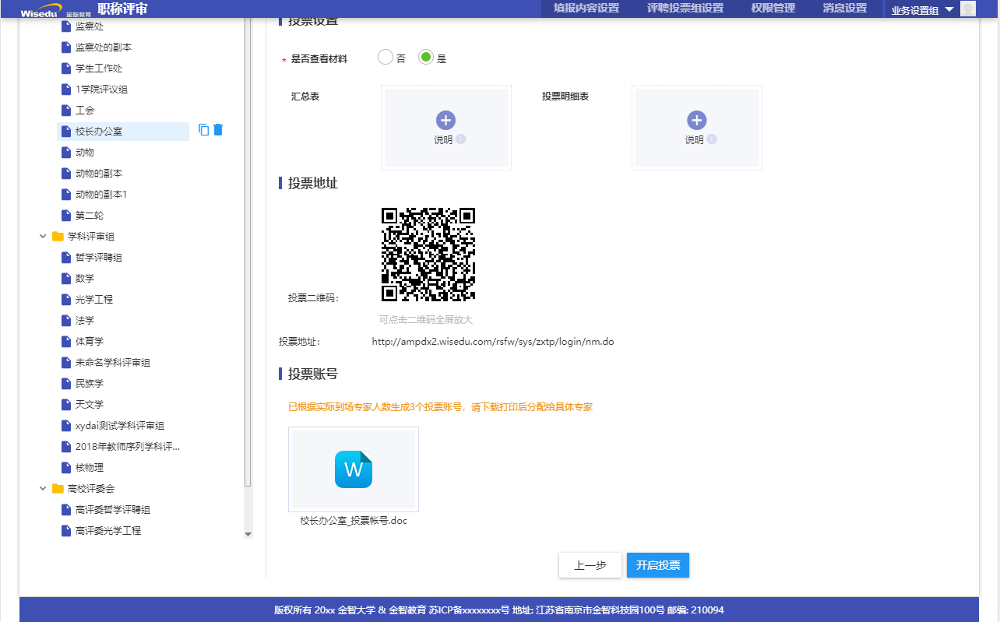 Wisedu 金智教育 职称评审 填报内容设置 评聘投票组设置 权限管理 消息设置 业务设置组
监察处
监察处的副本
学生工作处
1学院评议组
工会
校长办公室
动物
动物的副本
动物的副本1
第二轮
学科评审组
哲学评聘组
数学
光学工程
法学
体育学
未命名学科评审组
民族学
天文学
xydai测试学科评审组
2018年教师序列学科评...
核物理
高校评委会
高评委哲学评聘组
高评委光学工程
投票设置
* 是否查看材料 否 是
汇总表 投票明细表
说明 说明
投票地址
投票二维码：
可点击二维码全屏放大
投票地址： http://ampdx2.wisedu.com/rsfw/sys/zxtp/login/nm.do
投票账号
已根据实际到场专家人数生成3个投票账号，请下载打印后分配给具体专家
W
校长办公室_投票帐号.doc
上一步 开启投票
版权所有 20xx 金智大学 & 金智教育 苏ICP备xxxxxxxxx号 地址: 江苏省南京市金智科技园100号 邮编: 210094